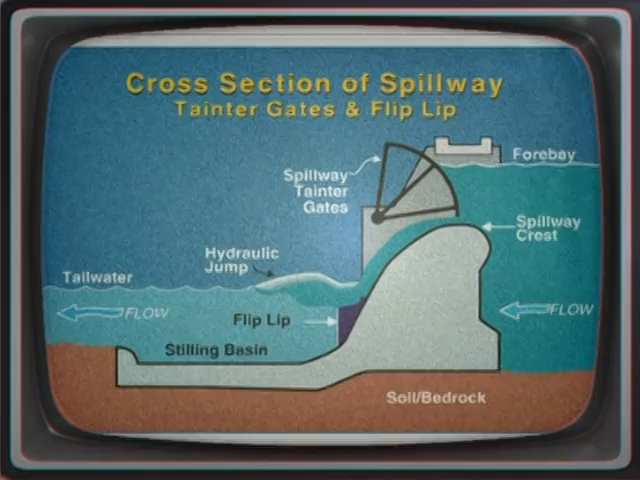 Cross Section of Spillway
Tainter Gates & Flip Lip
Forebay
Spillway
Tainter
Gates
Spillway
Crest
Hydraulic
Jump
Tailwater
FLOW
FLOW
Flip Lip
Stilling Basin
Soil/Bedrock